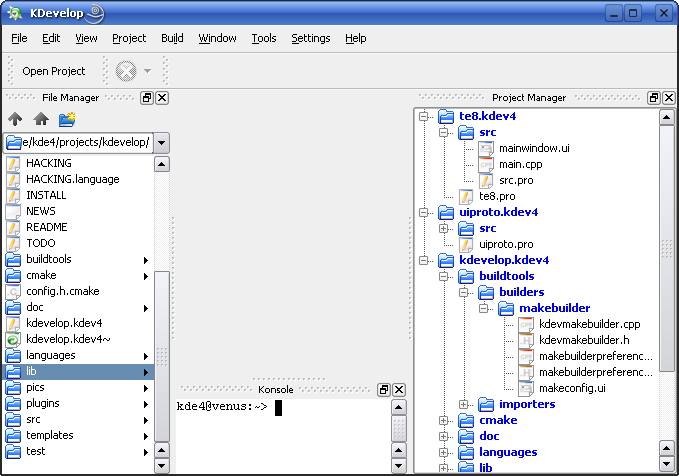 KDevelop
File Edit View Project Build Window Tools Settings Help
Open Project
File Manager
e/kde4/projects/kdevelop/
HACKING
HACKING.language
INSTALL
NEWS
README
TODO
buildtools
cmake
config.h.cmake
doc
kdevelop.kdev4
kdevelop.kdev4~
languages
lib
pics
plugins
src
templates
test
Konsole
kde4@venus:~>
Project Manager
te8.kdev4
src
mainwindow.ui
main.cpp
src.pro
te8.pro
uiproto.kdev4
src
uiproto.pro
kdevelop.kdev4
buildtools
builders
makebuilder
kdevmakebuilder.cpp
kdevmakebuilder.h
makebuilderpreferenc...
makebuilderpreferenc...
makeconfig.ui
importers
cmake
doc
languages
lib